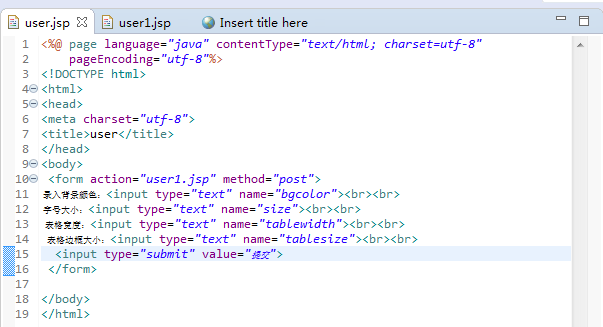 user.jsp user1.jsp Insert title here
1 <%@ page language="java" contentType="text/html; charset=utf-8"
2 pageEncoding="utf-8"%>
3 <!DOCTYPE html>
4 <html>
5 <head>
6 <meta charset="utf-8">
7 <title>user</title>
8 </head>
9 <body>
10 <form action="user1.jsp" method="post">
11 录入背景颜色：<input type="text" name="bgcolor"><br><br>
12 字号大小：<input type="text" name="size"><br><br>
13 表格宽度：<input type="text" name="tablewidth"><br><br>
14 表格边框大小：<input type="text" name="tablesize"><br><br>
15 <input type="submit" value="提交">
16 </form>
17
18 </body>
19 </html>